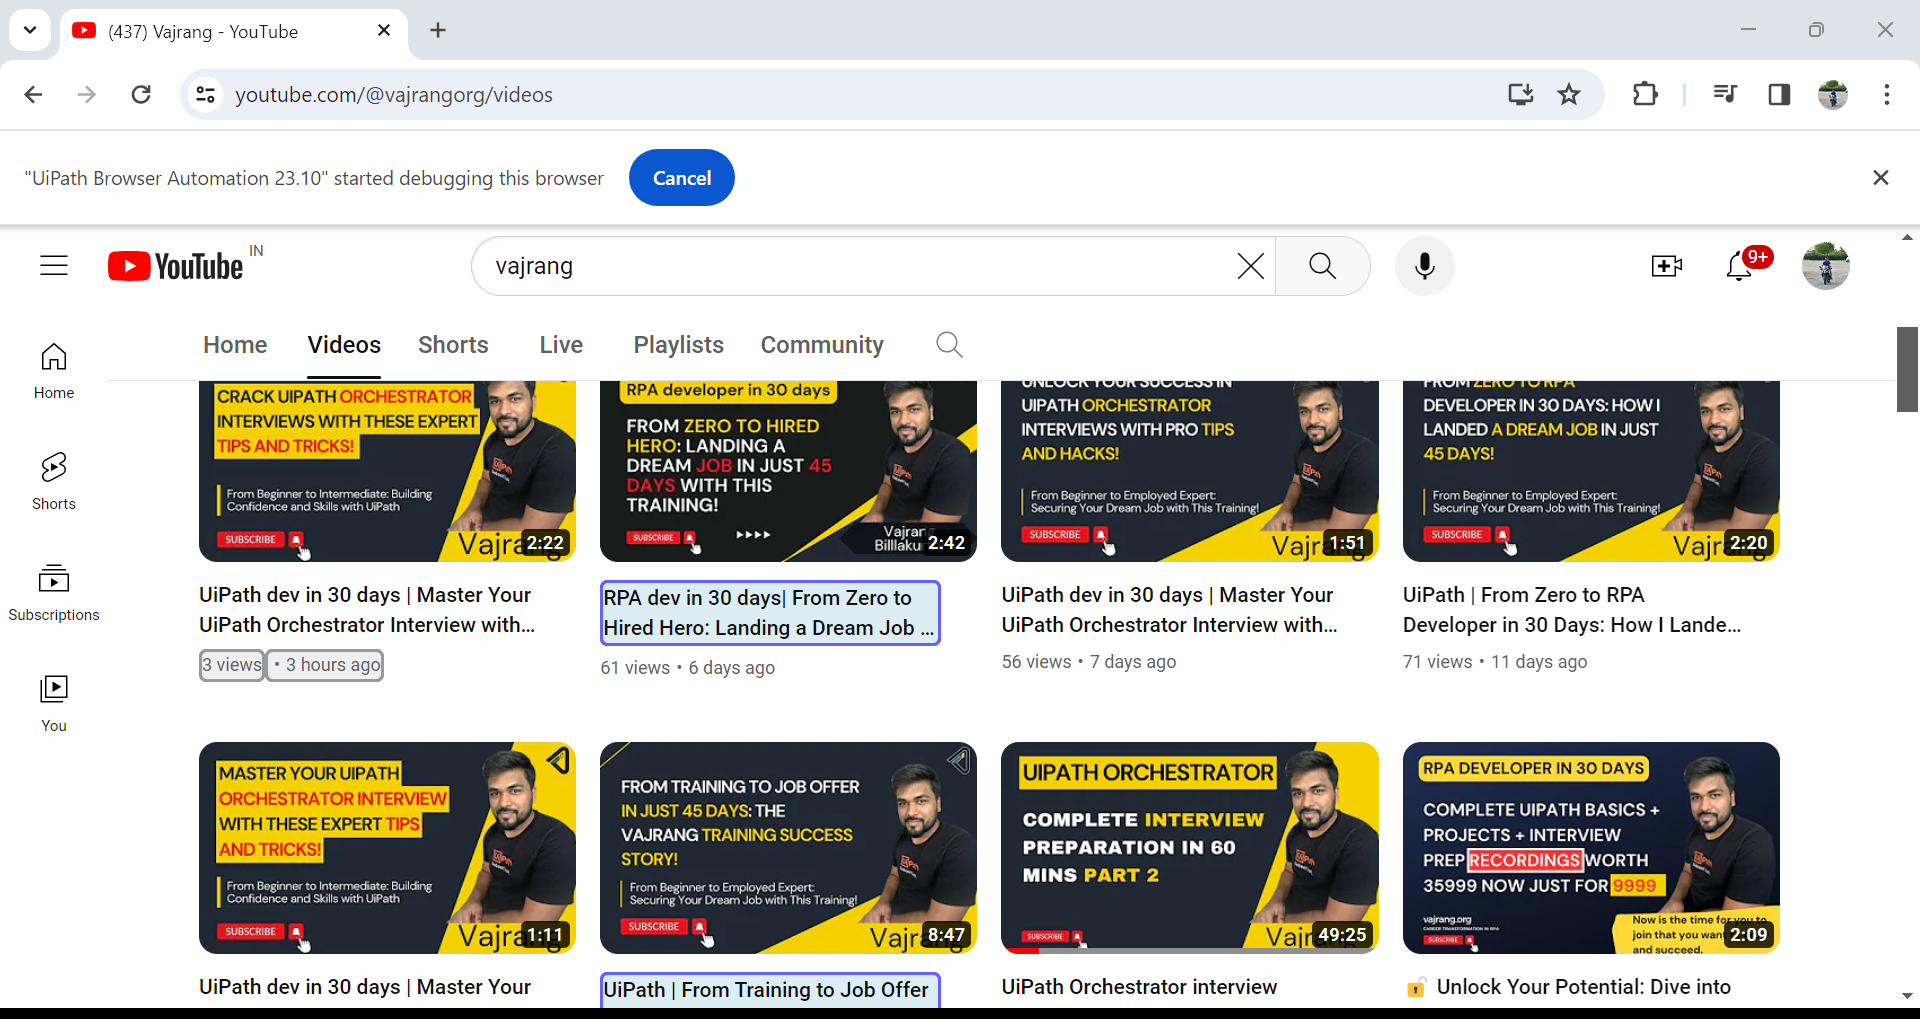 (437) Vajrang - YouTube
youtube.com/@vajrangorg/videos
"UiPath Browser Automation 23.10" started debugging this browser
Cancel
YouTube IN
vajrang
9+
Home
Videos
Shorts
Live
Playlists
Community
Home
Shorts
Subscriptions
You
CRACK UIPATH ORCHESTRATOR
INTERVIEWS WITH THESE EXPERT
TIPS AND TRICKS!
From Beginner to Intermediate: Building
Confidence and Skills with UiPath
SUBSCRIBE
2:22
UiPath dev in 30 days | Master Your
UiPath Orchestrator Interview with...
3 views • 3 hours ago
RPA developer in 30 days
FROM ZERO TO HIRED
HERO: LANDING A
DREAM JOB IN JUST 45
DAYS WITH THIS
TRAINING!
SUBSCRIBE
2:42
RPA dev in 30 days| From Zero to
Hired Hero: Landing a Dream Job ...
61 views • 6 days ago
UNLOCK YOUR SUCCESS IN
UIPATH ORCHESTRATOR
INTERVIEWS WITH PRO TIPS
AND HACKS!
From Beginner to Employed Expert:
Securing Your Dream Job with This Training!
SUBSCRIBE
1:51
UiPath dev in 30 days | Master Your
UiPath Orchestrator Interview with...
56 views • 7 days ago
FROM ZERO TO RPA
DEVELOPER IN 30 DAYS: HOW I
LANDED A DREAM JOB IN JUST
45 DAYS!
From Beginner to Employed Expert:
Securing Your Dream Job with This Training!
SUBSCRIBE
2:20
UiPath | From Zero to RPA
Developer in 30 Days: How I Lande...
71 views • 11 days ago
MASTER YOUR UIPATH
ORCHESTRATOR INTERVIEW
WITH THESE EXPERT TIPS
AND TRICKS!
From Beginner to Intermediate: Building
Confidence and Skills with UiPath
SUBSCRIBE
1:11
UiPath dev in 30 days | Master Your
FROM TRAINING TO JOB OFFER
IN JUST 45 DAYS: THE
VAJRANG TRAINING SUCCESS
STORY!
From Beginner to Employed Expert:
Securing Your Dream Job with This Training!
SUBSCRIBE
8:47
UiPath | From Training to Job Offer
UIPATH ORCHESTRATOR
COMPLETE INTERVIEW
PREPARATION IN 60
MINS PART 2
SUBSCRIBE
49:25
UiPath Orchestrator interview
RPA DEVELOPER IN 30 DAYS
COMPLETE UIPATH BASICS +
PROJECTS + INTERVIEW
PREP RECORDINGS WORTH
35999 NOW JUST FOR 9999
vajrang.org
CAREER TRANSFORMATION IN RPA
SUBSCRIBE
Now is the time for you to
join that you want
and succeed.
2:09
🔓 Unlock Your Potential: Dive into